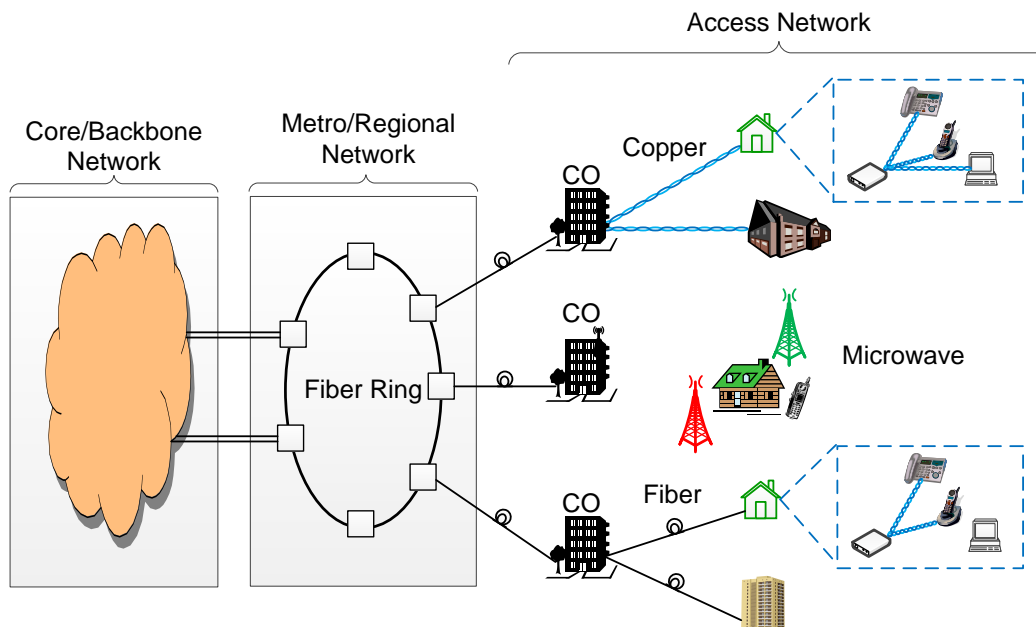 Access Network
Core/Backbone
Network
Metro/Regional
Network
Copper
CO
CO
Microwave
Fiber Ring
Fiber
CO